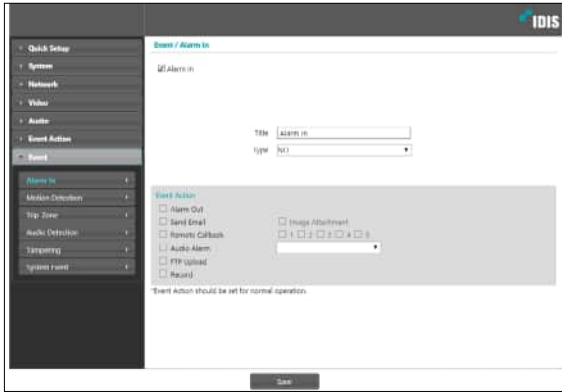 IDIS
Quick Setup
System
Network
Video
Audio
Event Action
Event
Alarm In
Motion Detection
Trip Zone
Audio Detection
Tampering
System Event
Event / Alarm In
Alarm In
Title Alarm In
Type NO
Event Action
Alarm Out
Send Email Image Attachment
Remote Callback 1 2 3 4 5
Audio Alarm
FTP Upload
Record
*Event Action should be set for normal operation.
Save